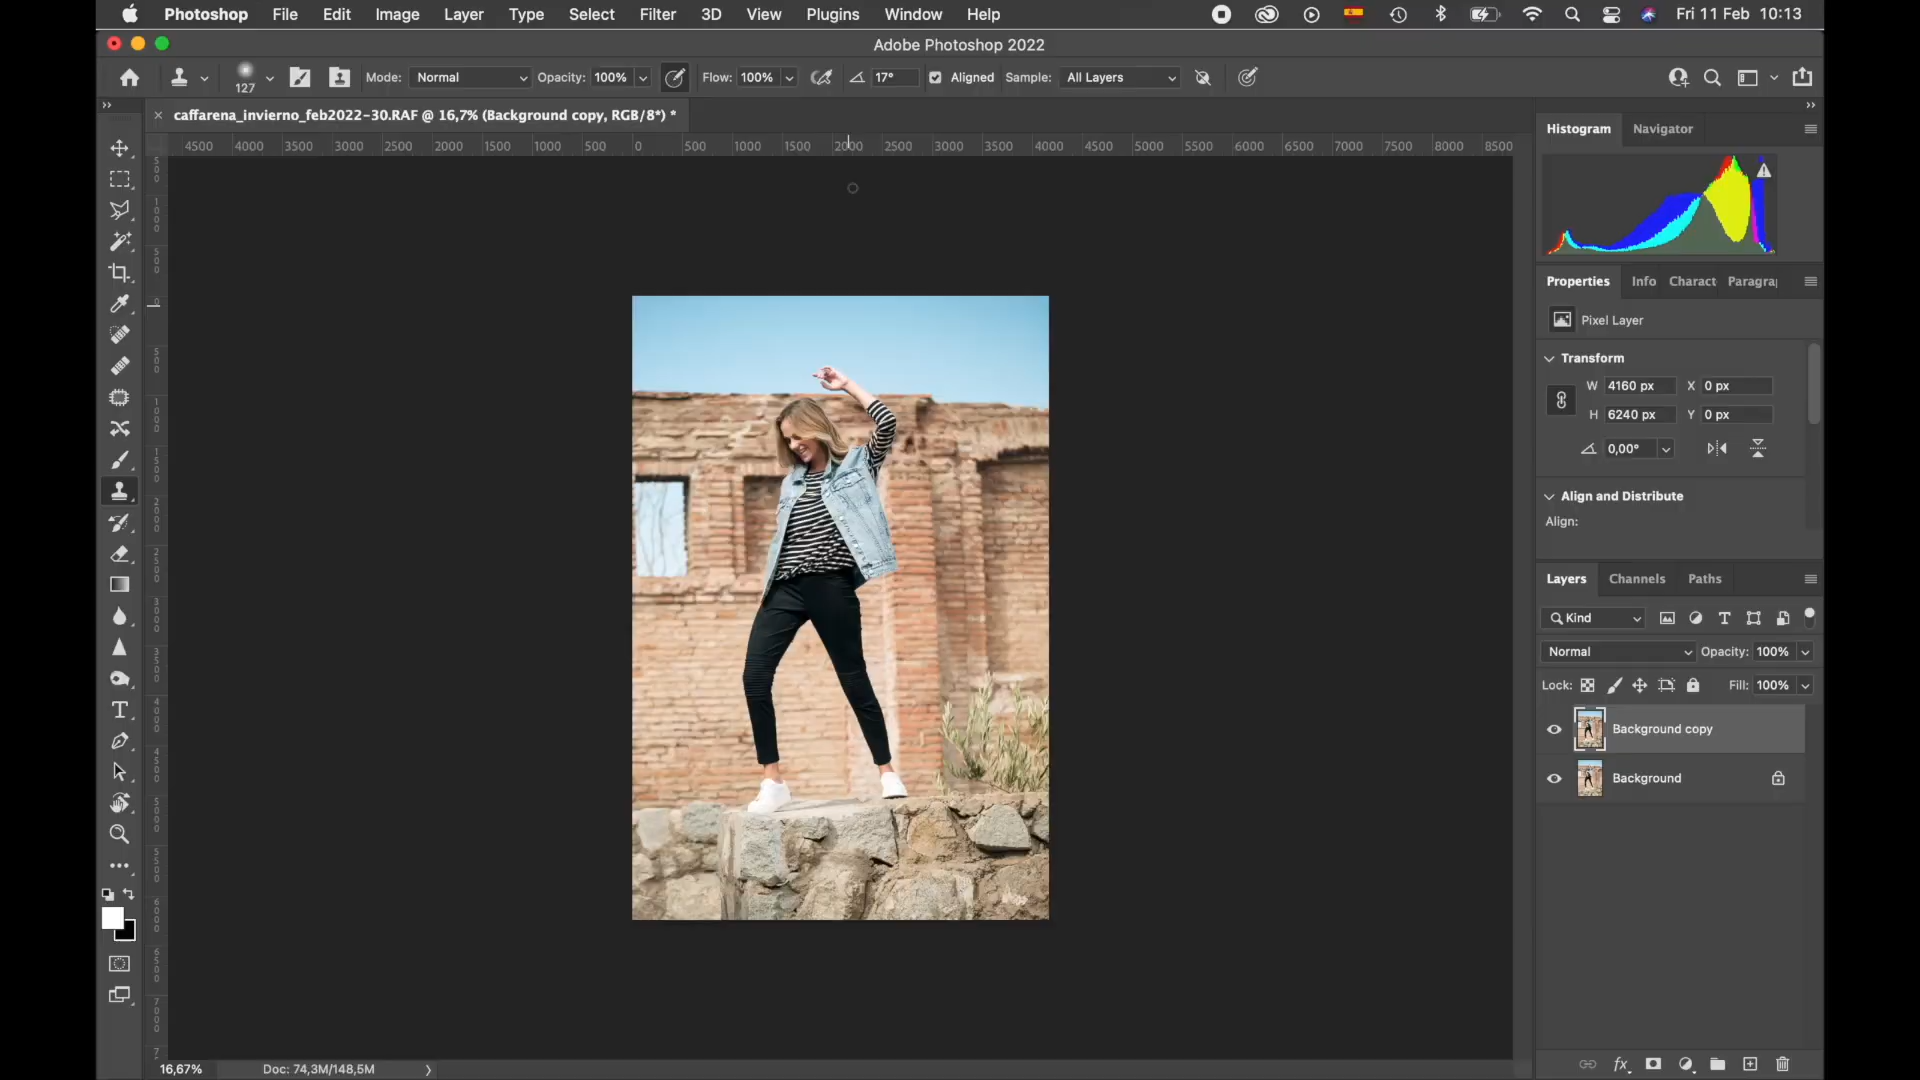 Photoshop File Edit Image Layer Type Select Filter 3D View Plugins Window Help Fri 11 Feb 10:13
Adobe Photoshop 2022
127 Mode: Normal Opacity: 100% Flow: 100% 17° Aligned Sample: All Layers
caffarena_invierno_feb2022-30.RAF @ 16,7% (Background copy, RGB/8*) *
4500 4000 3500 3000 2500 2000 1500 1000 500 0 500 1000 1500 2000 2500 3000 3500 4000 4500 5000 5500 6000 6500 7000 7500 8000 8500
Histogram Navigator
Properties Info Charact Paragra
Pixel Layer
Transform
W 4160 px X 0 px
H 6240 px Y 0 px
0,00°
Align and Distribute
Align:
Layers Channels Paths
Kind
Normal Opacity: 100%
Lock: Fill: 100%
Background copy
Background
16,67% Doc: 74,3M/148,5M